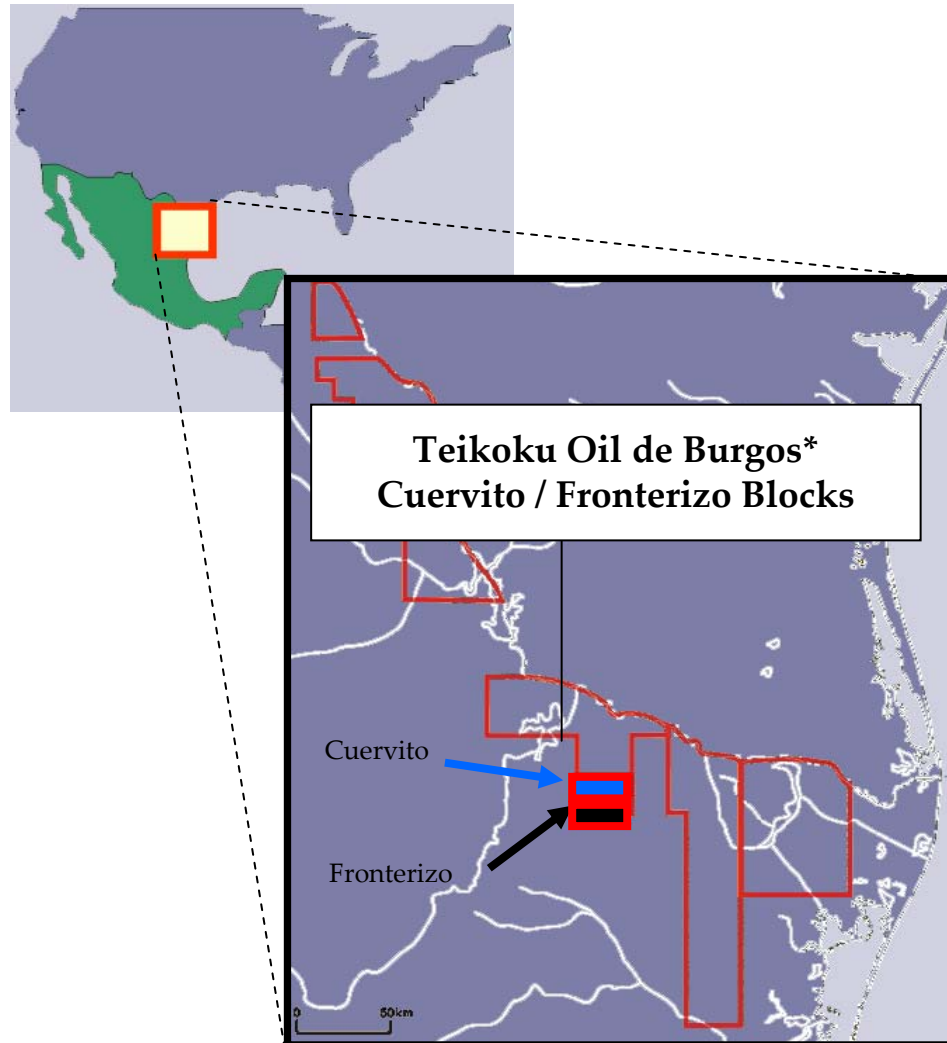 Teikoku Oil de Burgos*
Cuervito / Fronterizo Blocks
Cuervito
Fronterizo
0 50km